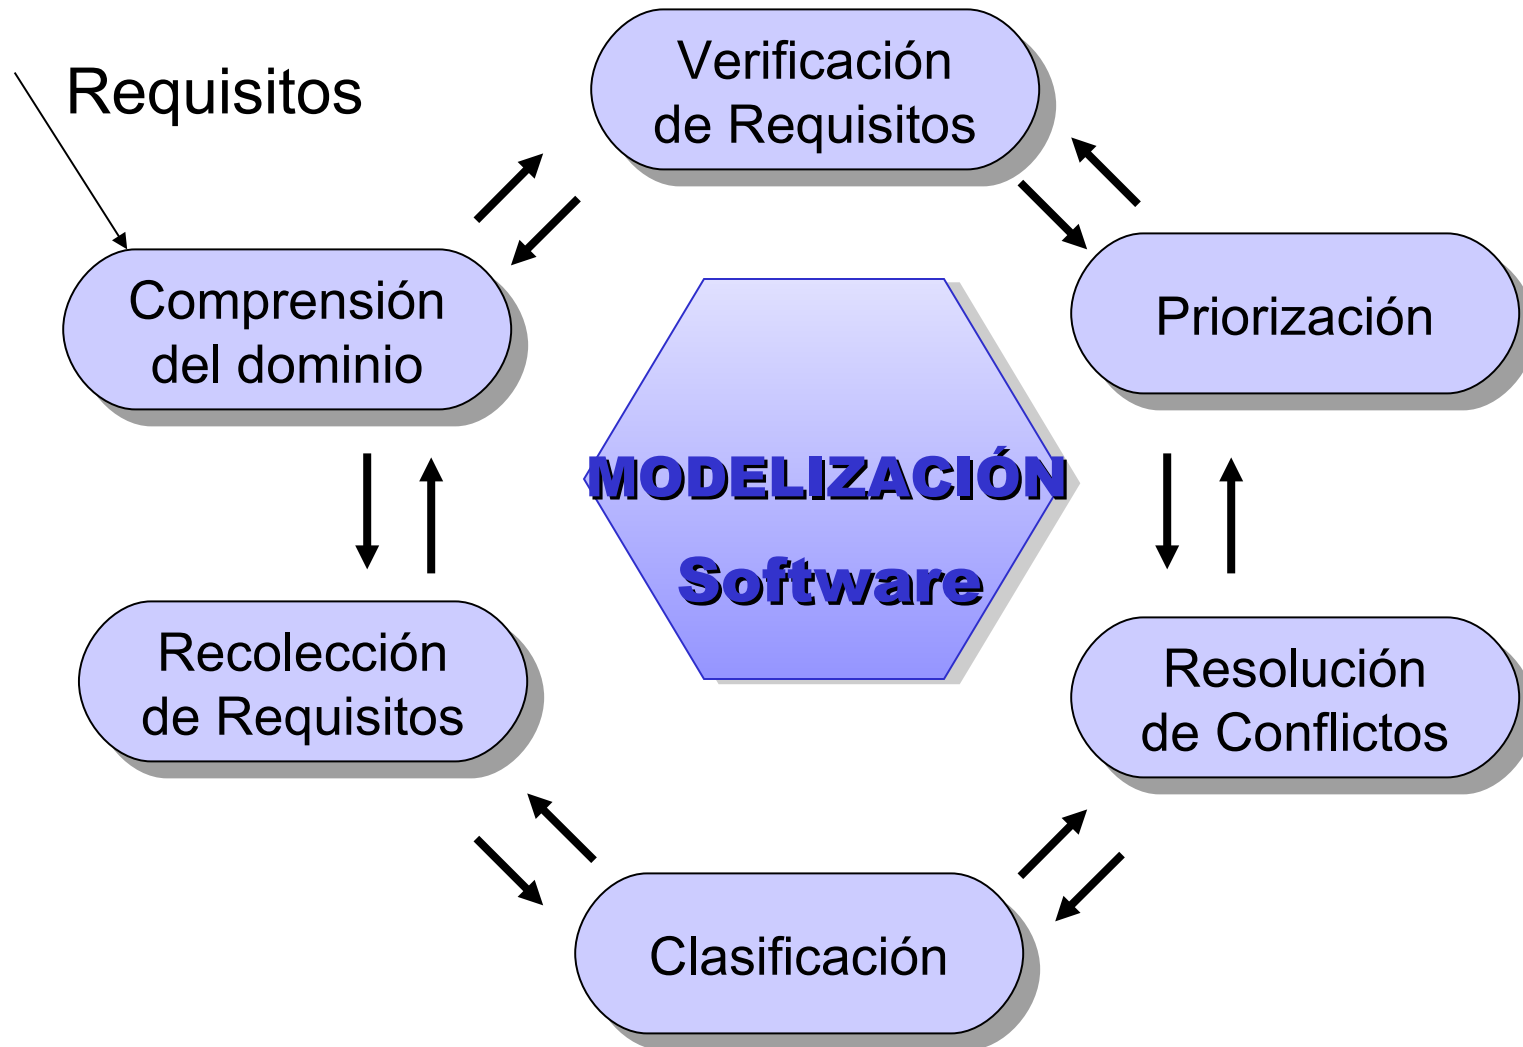 Requisitos
Verificación
de Requisitos
Comprensión
del dominio
Priorización
MODELIZACIÓN
Software
Recolección
de Requisitos
Resolución
de Conflictos
Clasificación